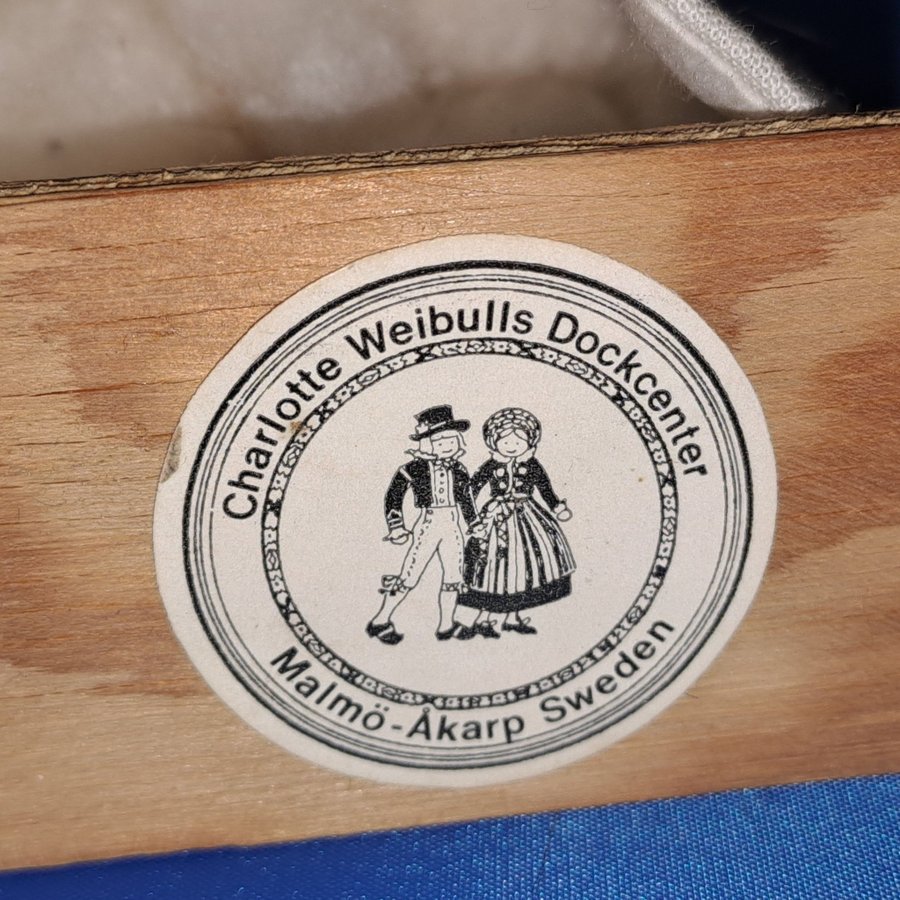 Charlotte Weibulls Dockcenter
Malmö-Åkarp Sweden